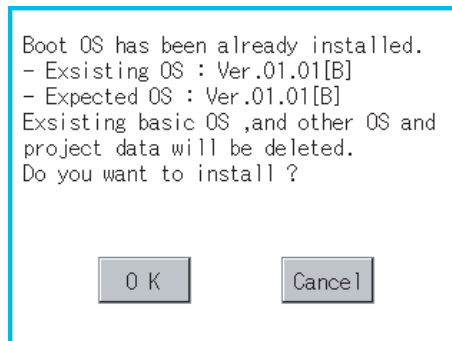 Boot OS has been already installed.
- Exsisting OS : Ver.01.01[B]
- Expected OS : Ver.01.01[B]
Exsisting basic OS ,and other OS and
project data will be deleted.
Do you want to install ?
O K
Cancel